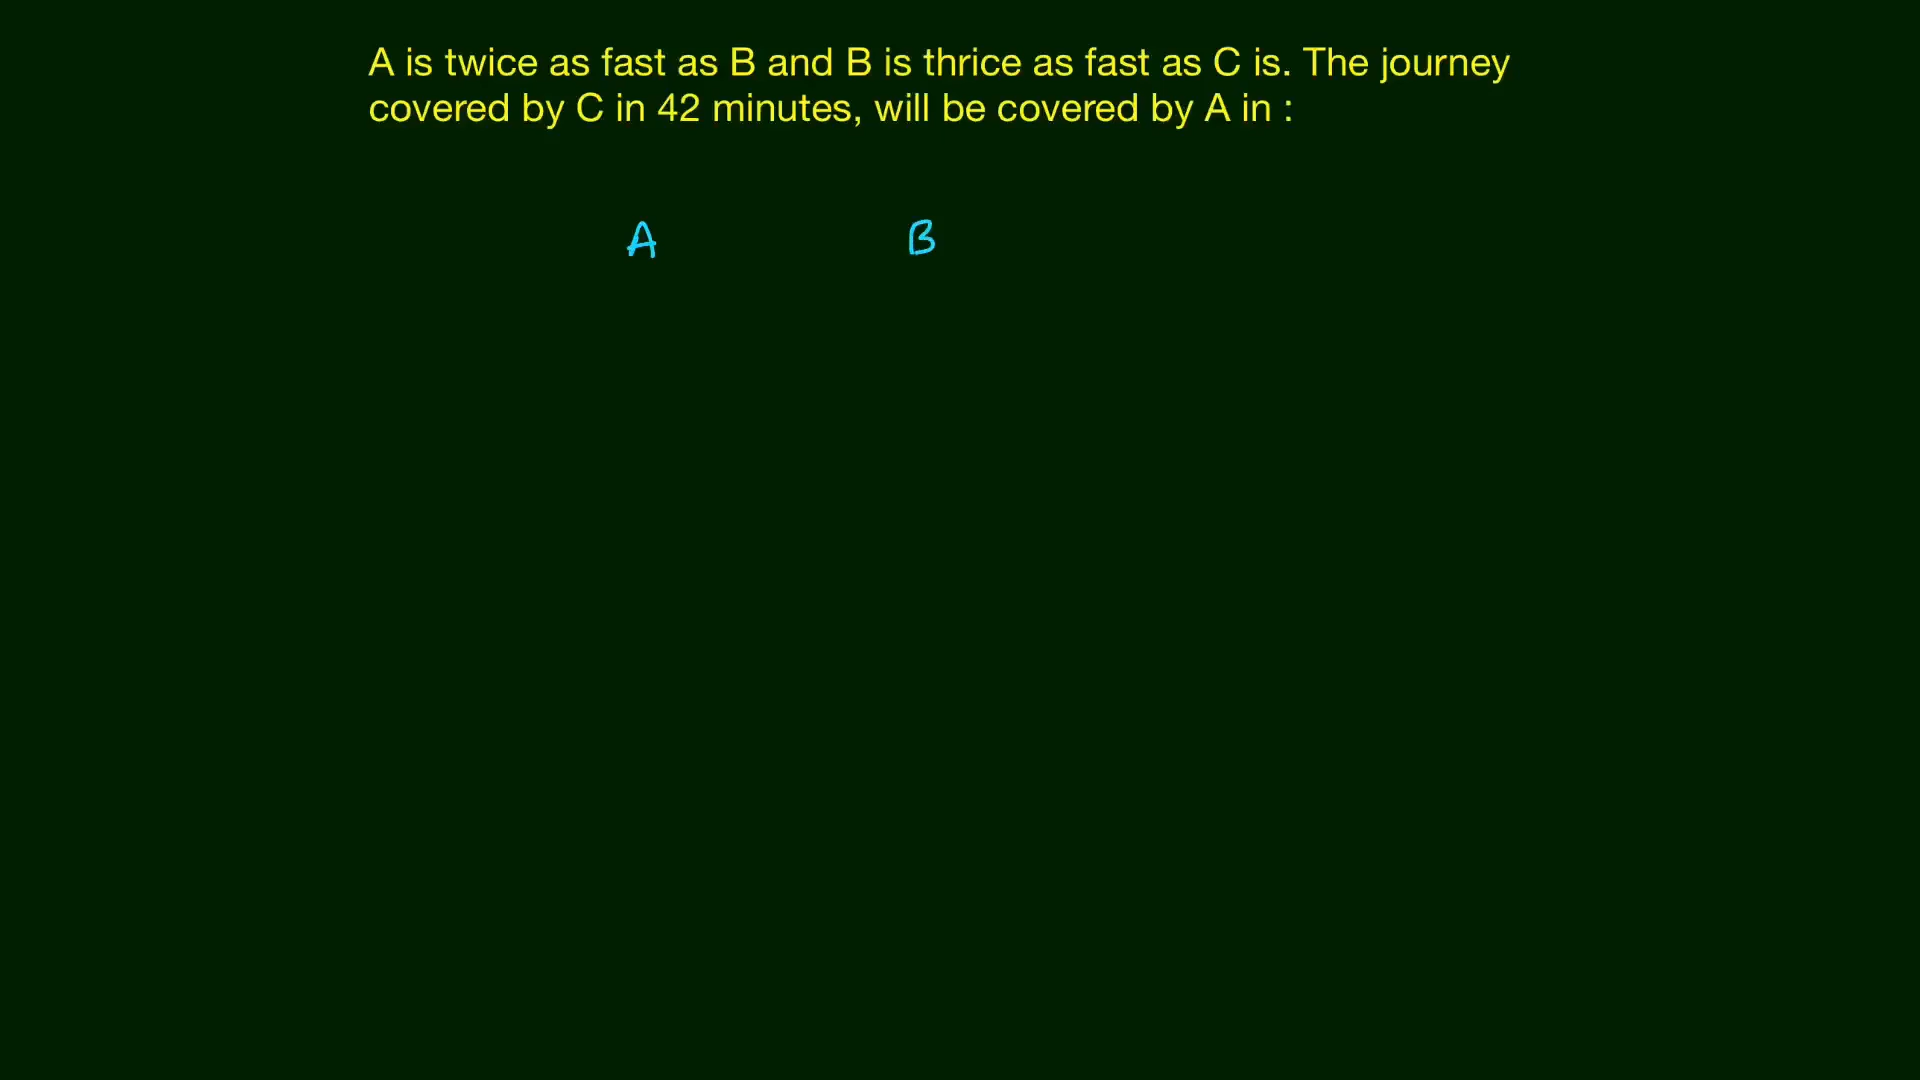 A is twice as fast as B and B is thrice as fast as C is. The journey
covered by C in 42 minutes, will be covered by A in :
A B